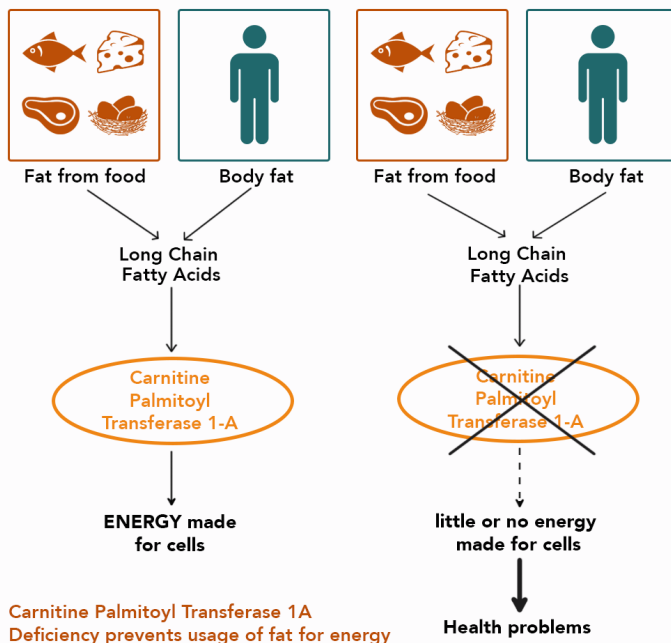 Fat from food
Body fat
Long Chain
Fatty Acids
Carnitine
Palmitoyl
Transferase 1-A
ENERGY made
for cells
Fat from food
Body fat
Long Chain
Fatty Acids
Carnitine
Palmitoyl
Transferase 1-A
little or no energy
made for cells
Health problems
Carnitine Palmitoyl Transferase 1A
Deficiency prevents usage of fat for energy